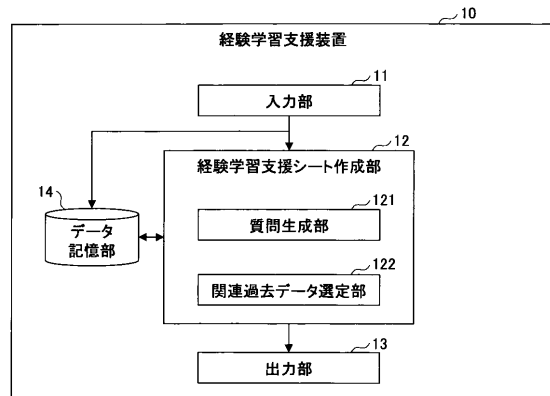 10
経験学習支援装置
11
入力部
12
経験学習支援シート作成部
14
データ
記憶部
121
質問生成部
122
関連過去データ選定部
13
出力部